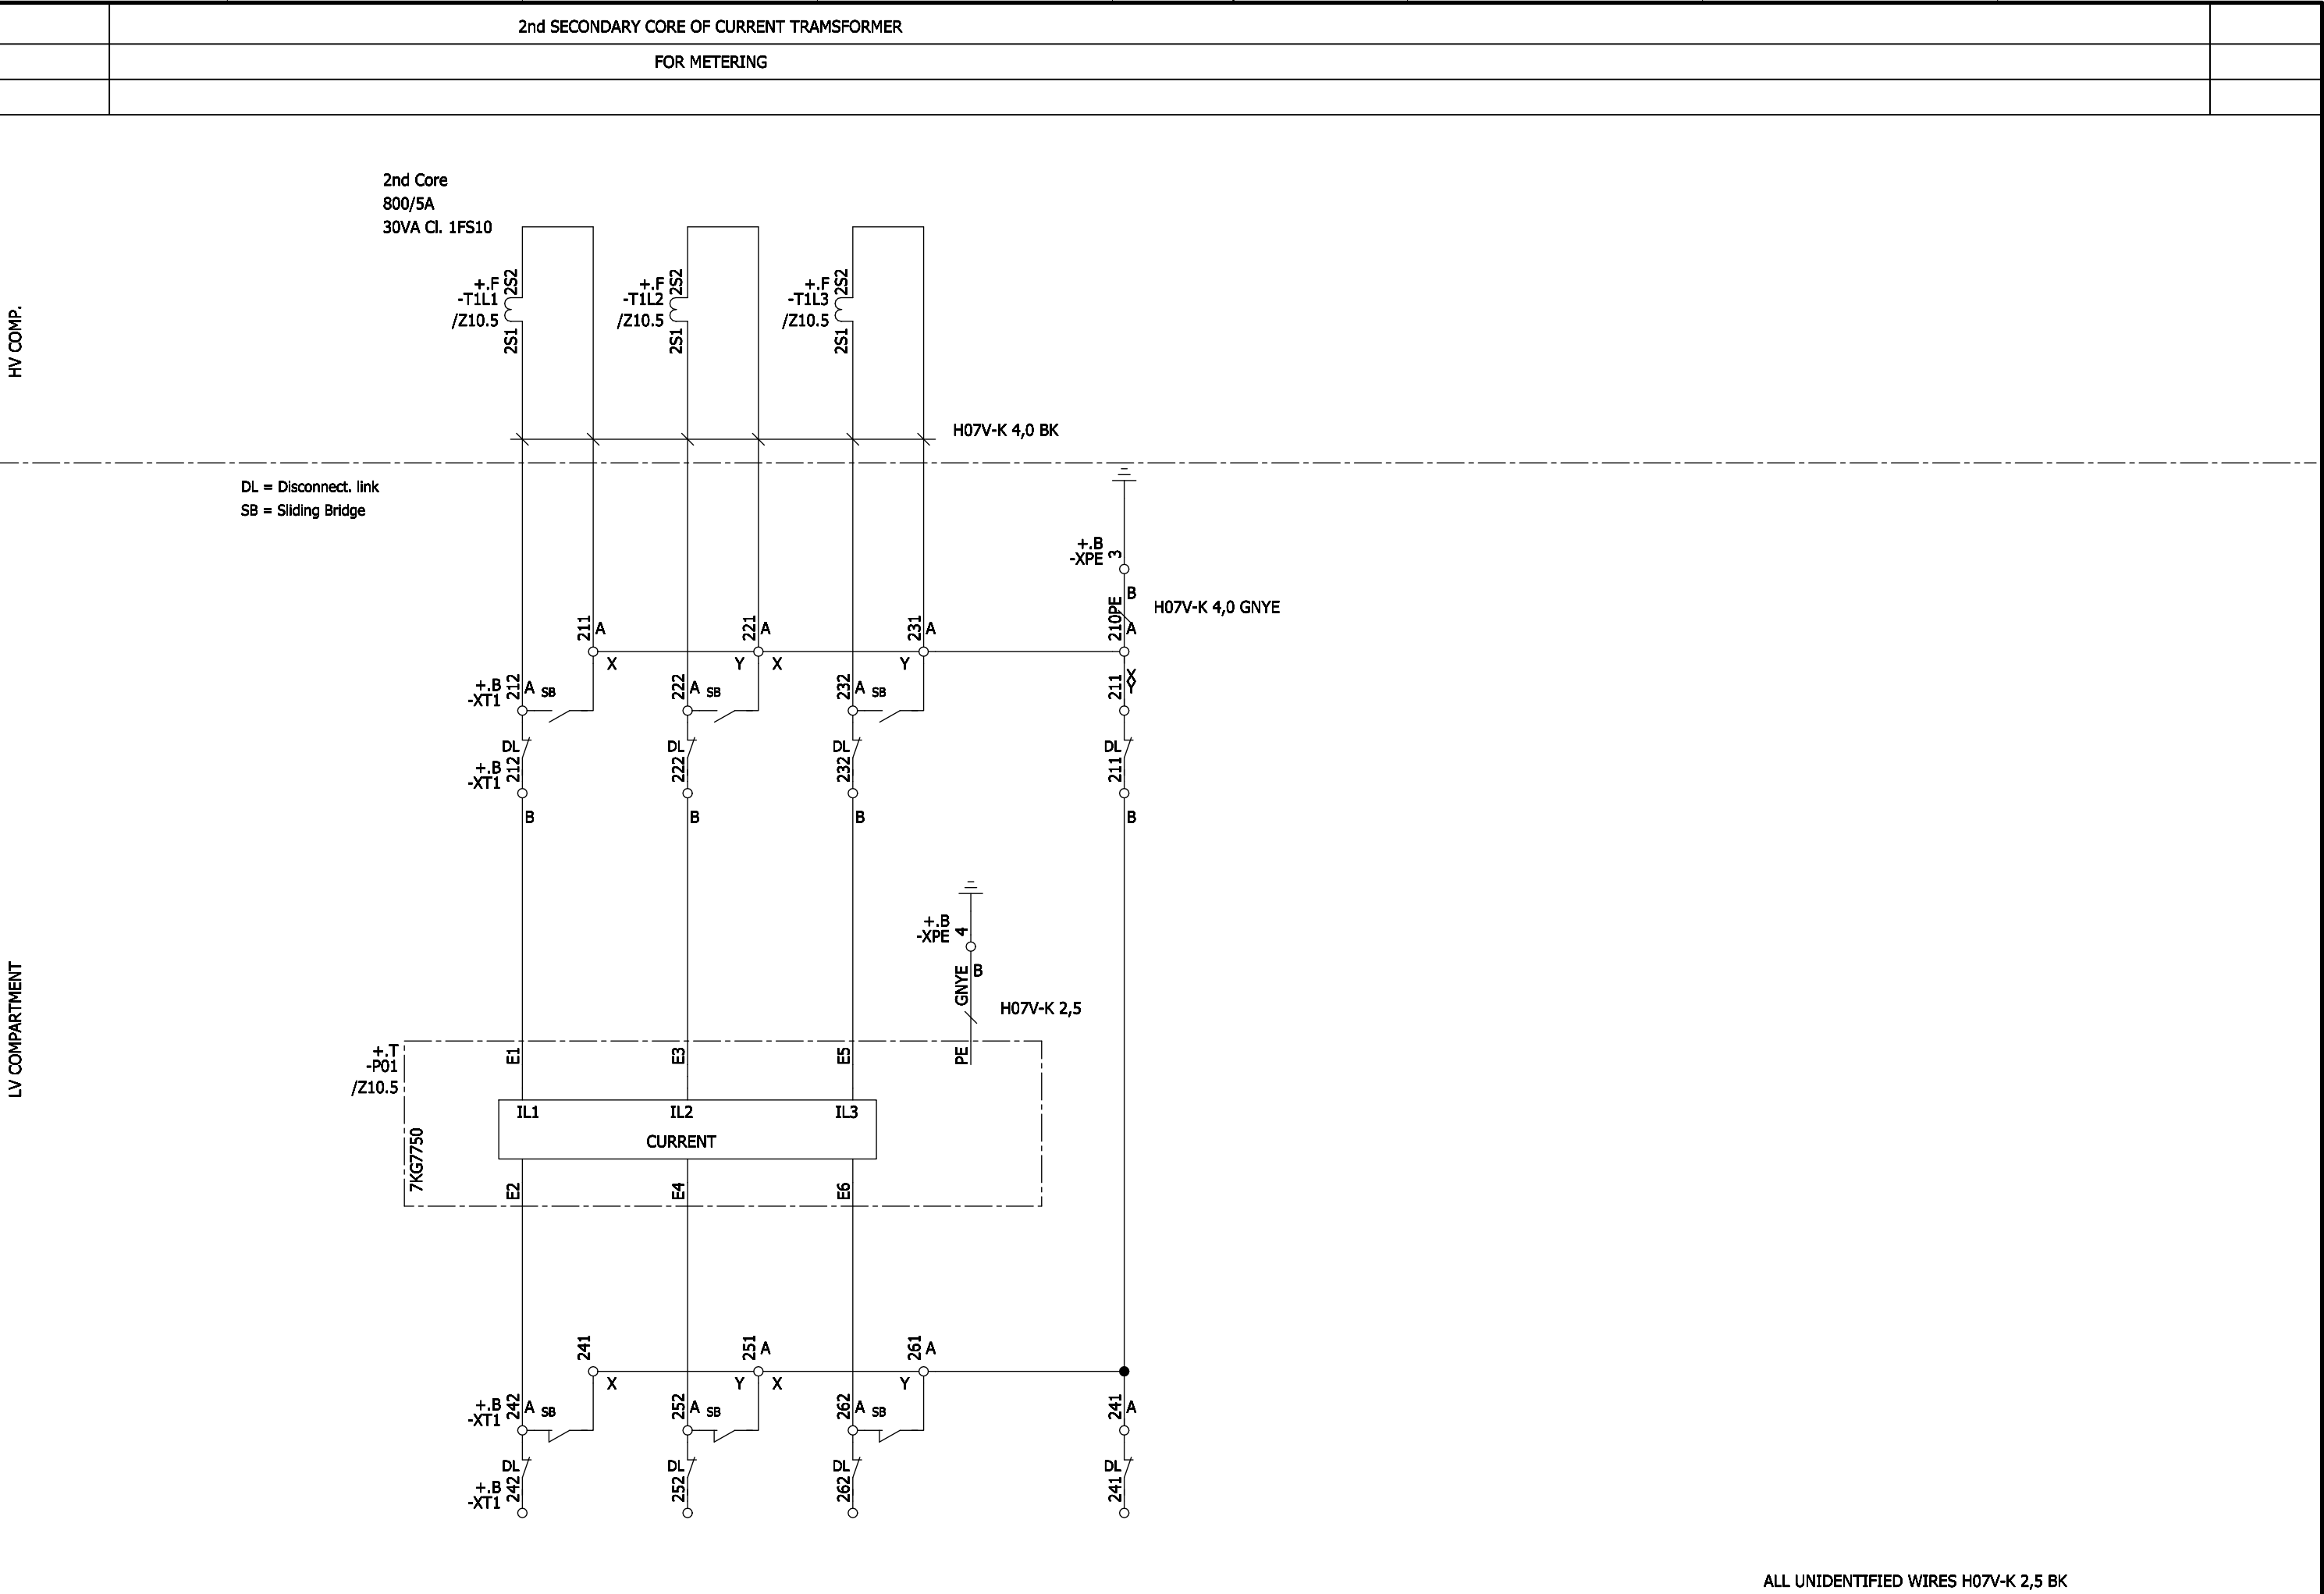 2nd SECONDARY CORE OF CURRENT TRAMSFORMER
FOR METERING
2nd Core
800/5A
30VA Cl. 1FS10
HV COMP.
+.F
-T1L1
/Z10.5
2S2
2S1
+.F
-T1L2
/Z10.5
2S2
2S1
+.F
-T1L3
/Z10.5
2S2
2S1
H07V-K 4,0 BK
DL = Disconnect. link
SB = Sliding Bridge
+.B
-XPE
3
B
H07V-K 4,0 GNYE
211 A
221 A
231 A
210PE A
X
Y X
Y
X
Y
+.B
-XT1
212 A SB
222 A SB
232 A SB
211
DL
DL
DL
DL
+.B
-XT1
212
222
232
211
B
B
B
B
+.B
-XPE
4
GNYE B
H07V-K 2,5
LV COMPARTMENT
+.T
-P01
/Z10.5
E1
E3
E5
PE
IL1
IL2
IL3
CURRENT
7KG7750
E2
E4
E6
241
251 A
261 A
X
Y X
Y
+.B
-XT1
242 A SB
252 A SB
262 A SB
241 A
DL
DL
DL
DL
+.B
-XT1
242
252
262
241
ALL UNIDENTIFIED WIRES H07V-K 2,5 BK